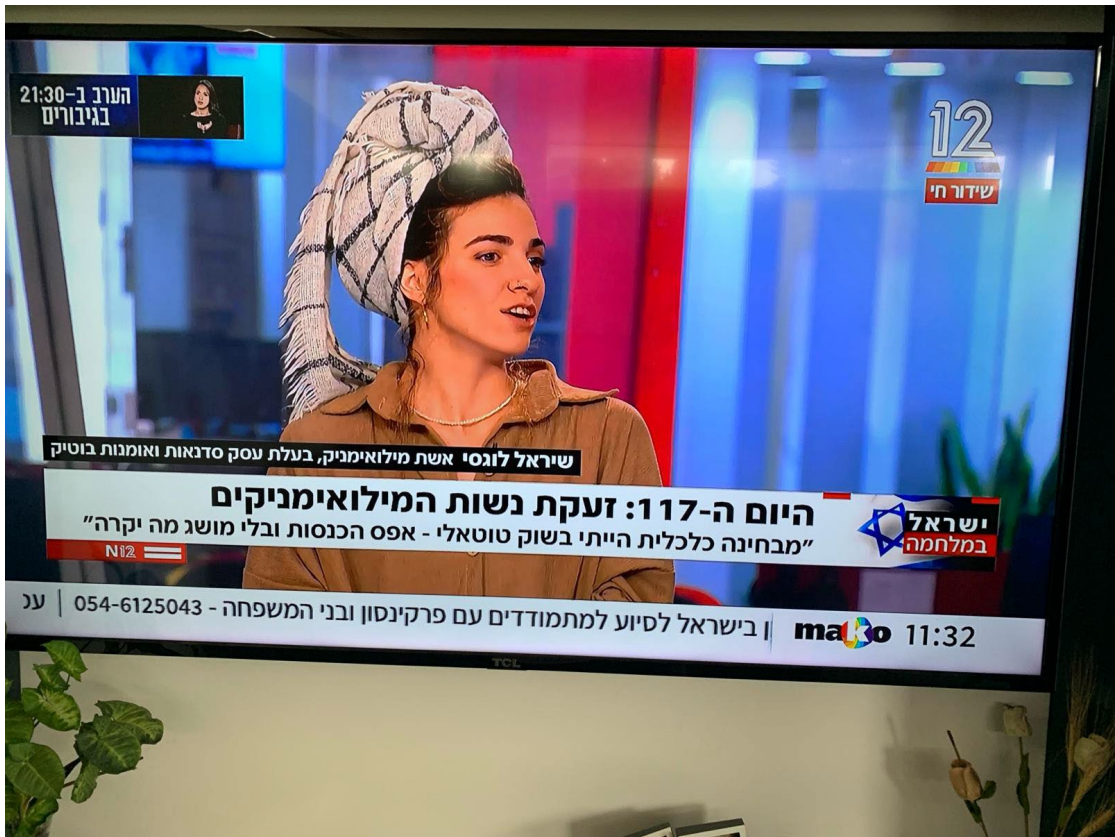 הערב ב-21:30
בגיבורים
12
שידור חי
שיראל לוגסי אשת מילואימניק, בעלת עסק סדנאות ואומנות בוטיק
ישראל
במלחמה
היום ה-117: זעקת נשות המילואימניקים
"מבחינה כלכלית הייתי בשוק טוטאלי - אפס הכנסות ובלי מושג מה יקרה"
N12
mako 11:32
ן בישראל לסיוע למתמודדים עם פרקינסון ובני המשפחה - 054-6125043 | עכ
TCL